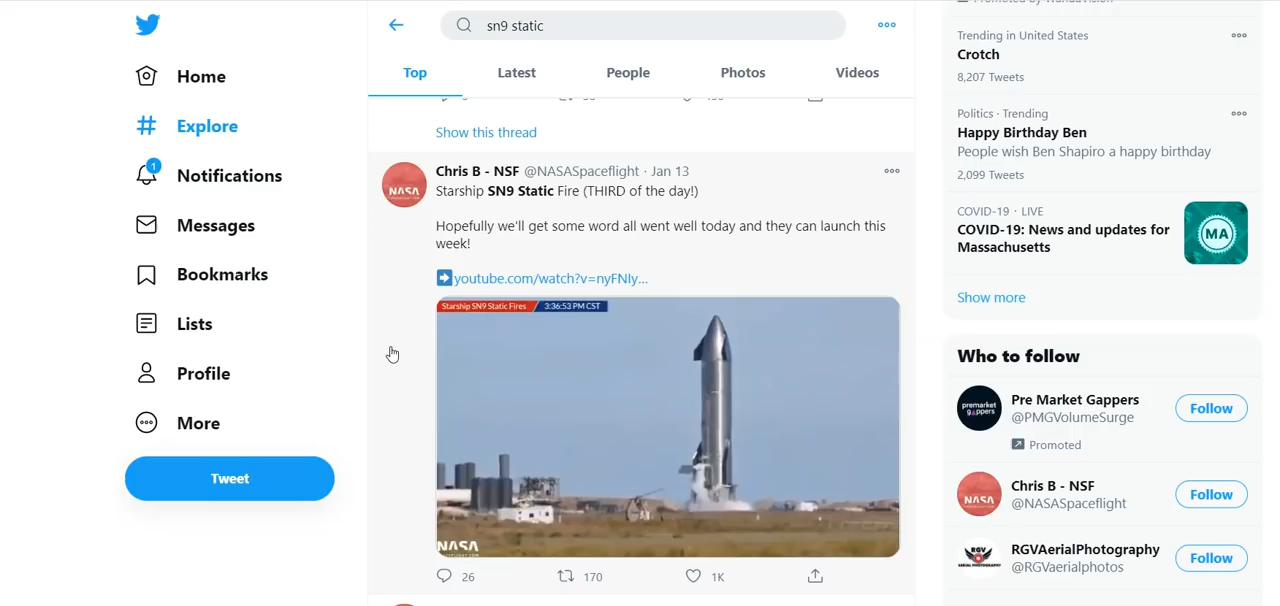 Home
Explore
1
Notifications
Messages
Bookmarks
Lists
Profile
More
Tweet
sn9 static
Top
Latest
People
Photos
Videos
Show this thread
Chris B - NSF @NASASpaceflight · Jan 13
Starship SN9 Static Fire (THIRD of the day!)
Hopefully we'll get some word all went well today and they can launch this
week!
youtube.com/watch?v=nyFNIy...
Starship SN9 Static Fires 3:36:53 PM CST
NASA
26
170
1K
Trending in United States
Crotch
8,207 Tweets
Politics · Trending
Happy Birthday Ben
People wish Ben Shapiro a happy birthday
2,099 Tweets
COVID-19 · LIVE
COVID-19: News and updates for
Massachusetts
MA
Show more
Who to follow
premarket
gappers
Pre Market Gappers
@PMGVolumeSurge
Follow
Promoted
NASA
Chris B - NSF
@NASASpaceflight
Follow
RGV
RGVAerialPhotography
@RGVaerialphotos
Follow